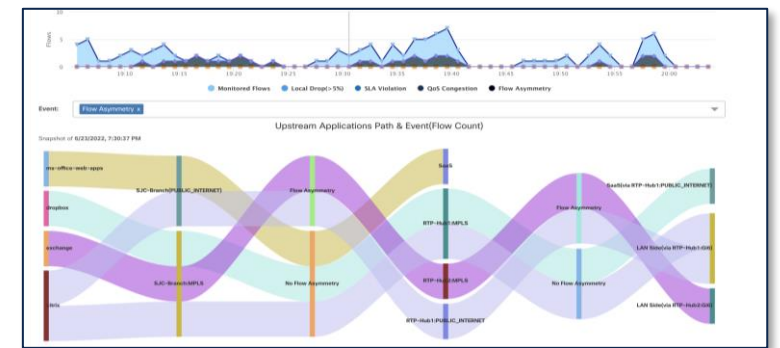 10
Flows
5
0
19:10 19:15 19:20 19:25 19:30 19:35 19:40 19:45 19:50 19:55 20:00
Monitored Flows Local Drop(>5%) SLA Violation QoS Congestion Flow Asymmetry
Event: Flow Asymmetry ×
Upstream Applications Path & Event(Flow Count)
Snapshot of 6/23/2022, 7:30:37 PM
ms-office-web-apps
SaaS
SJC-Branch(PUBLIC_INTERNET)
Flow Asymmetry
SaaS(via RTP-Hub1:PUBLIC_INTERNET)
dropbox
Flow Asymmetry
RTP-Hub1:MPLS
exchange
LAN Side(via RTP-Hub1:Gi6)
SJC-Branch:MPLS
No Flow Asymmetry
RTP-Hub2:MPLS
No Flow Asymmetry
LAN Side(via RTP-Hub2:Gi6)
RTP-Hub1:PUBLIC_INTERNET